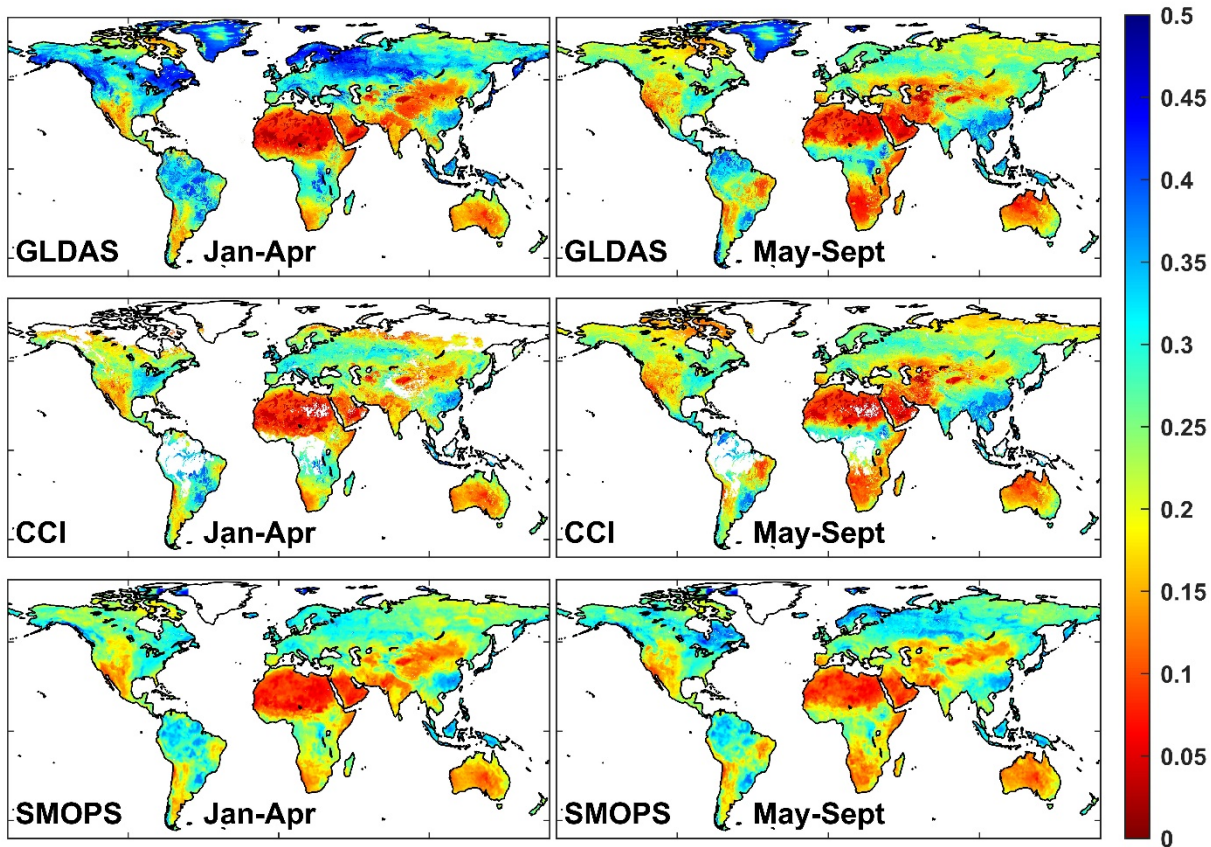 GLDAS Jan-Apr
GLDAS May-Sept
CCI Jan-Apr
CCI May-Sept
SMOPS Jan-Apr
SMOPS May-Sept
0.5
0.45
0.4
0.35
0.3
0.25
0.2
0.15
0.1
0.05
0